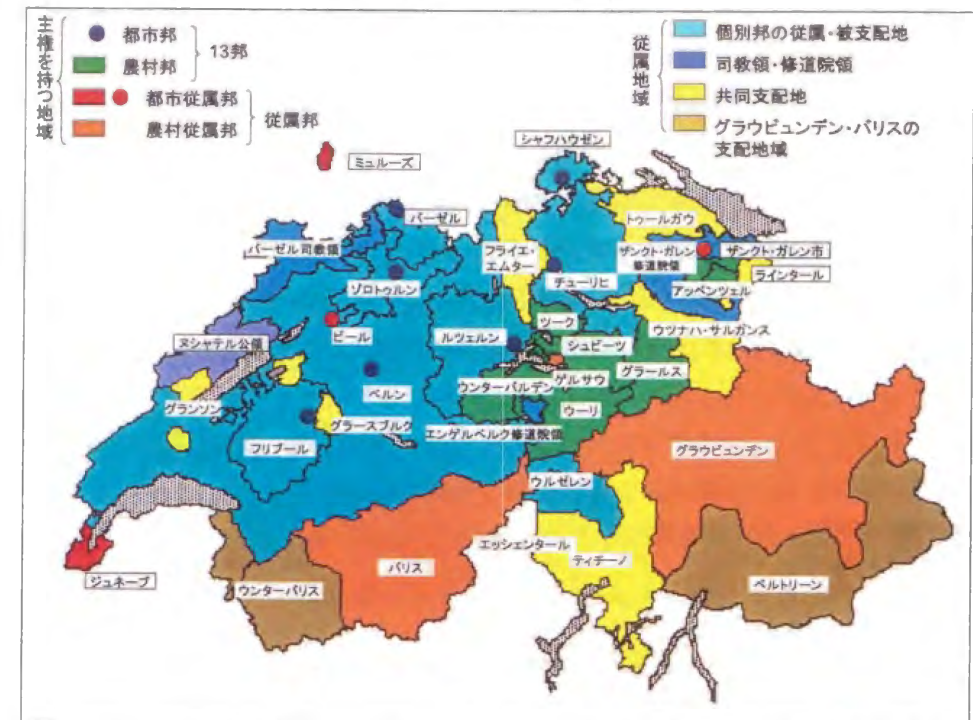 主権を持つ地域
都市邦
農村邦
13邦
都市従属邦
農村従属邦
従属邦
従属地域
個別邦の従属・被支配地
司教領・修道院領
共同支配地
グラウビュンデン・バリスの
支配地域
シャフハウゼン
ミュルーズ
バーゼル
トゥールガウ
バーゼル司教領
フライエ・
エムター
ザンクト・ガレン
修道院領
ザンクト・ガレン市
ラインタール
ゾロトゥルン
チューリヒ
アッペンツェル
ビール
ルツェルン
ツーク
ウツナハ・サルガンス
シュビーツ
ヌシャテル公領
ベルン
ウンターバルデン
ゲルサウ
グラールス
グランソン
グラースブルク
ウーリ
フリブール
エンゲルベルク修道院領
グラウビュンデン
ウルゼレン
エッシェンタール
ティチーノ
バリス
ジュネーブ
ウンターバリス
ベルトリーン